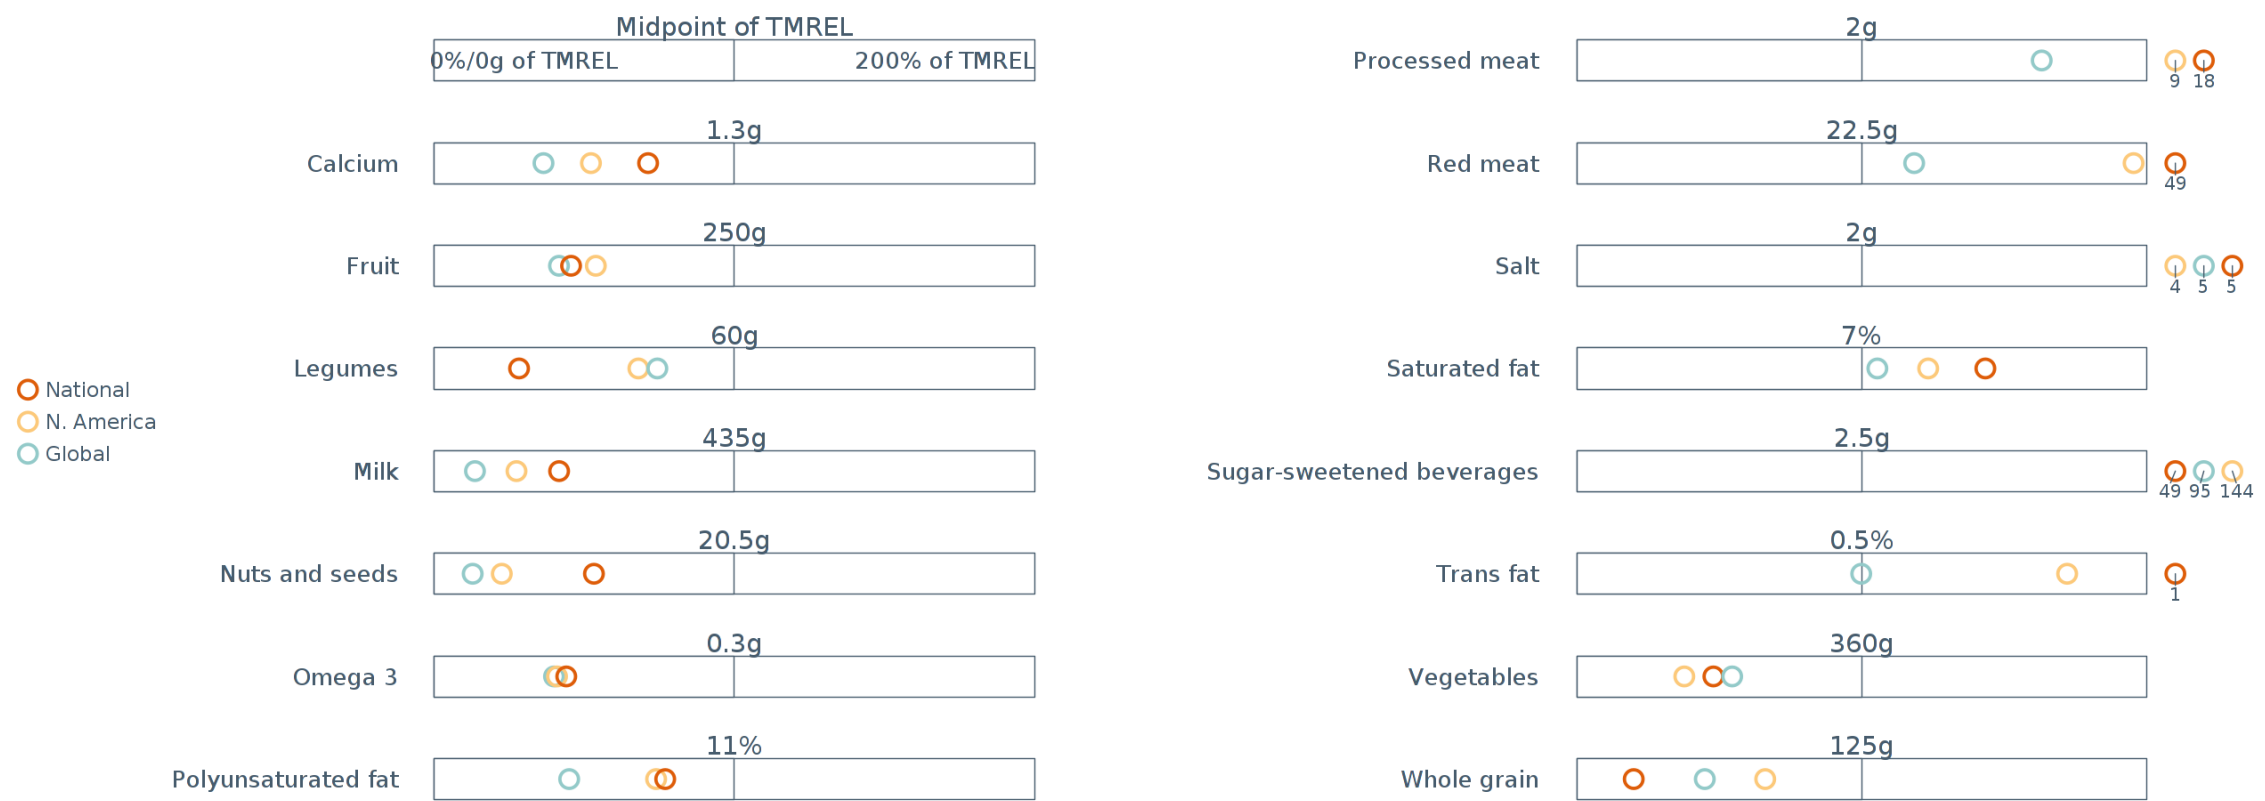 Midpoint of TMREL
0%/0g of TMREL 200% of TMREL
1.3g
Calcium
250g
Fruit
60g
Legumes
435g
Milk
20.5g
Nuts and seeds
0.3g
Omega 3
11%
Polyunsaturated fat
National
N. America
Global
2g
Processed meat
9 18
22.5g
Red meat
49
2g
Salt
4 5 5
7%
Saturated fat
2.5g
Sugar-sweetened beverages
49 95 144
0.5%
Trans fat
1
360g
Vegetables
125g
Whole grain